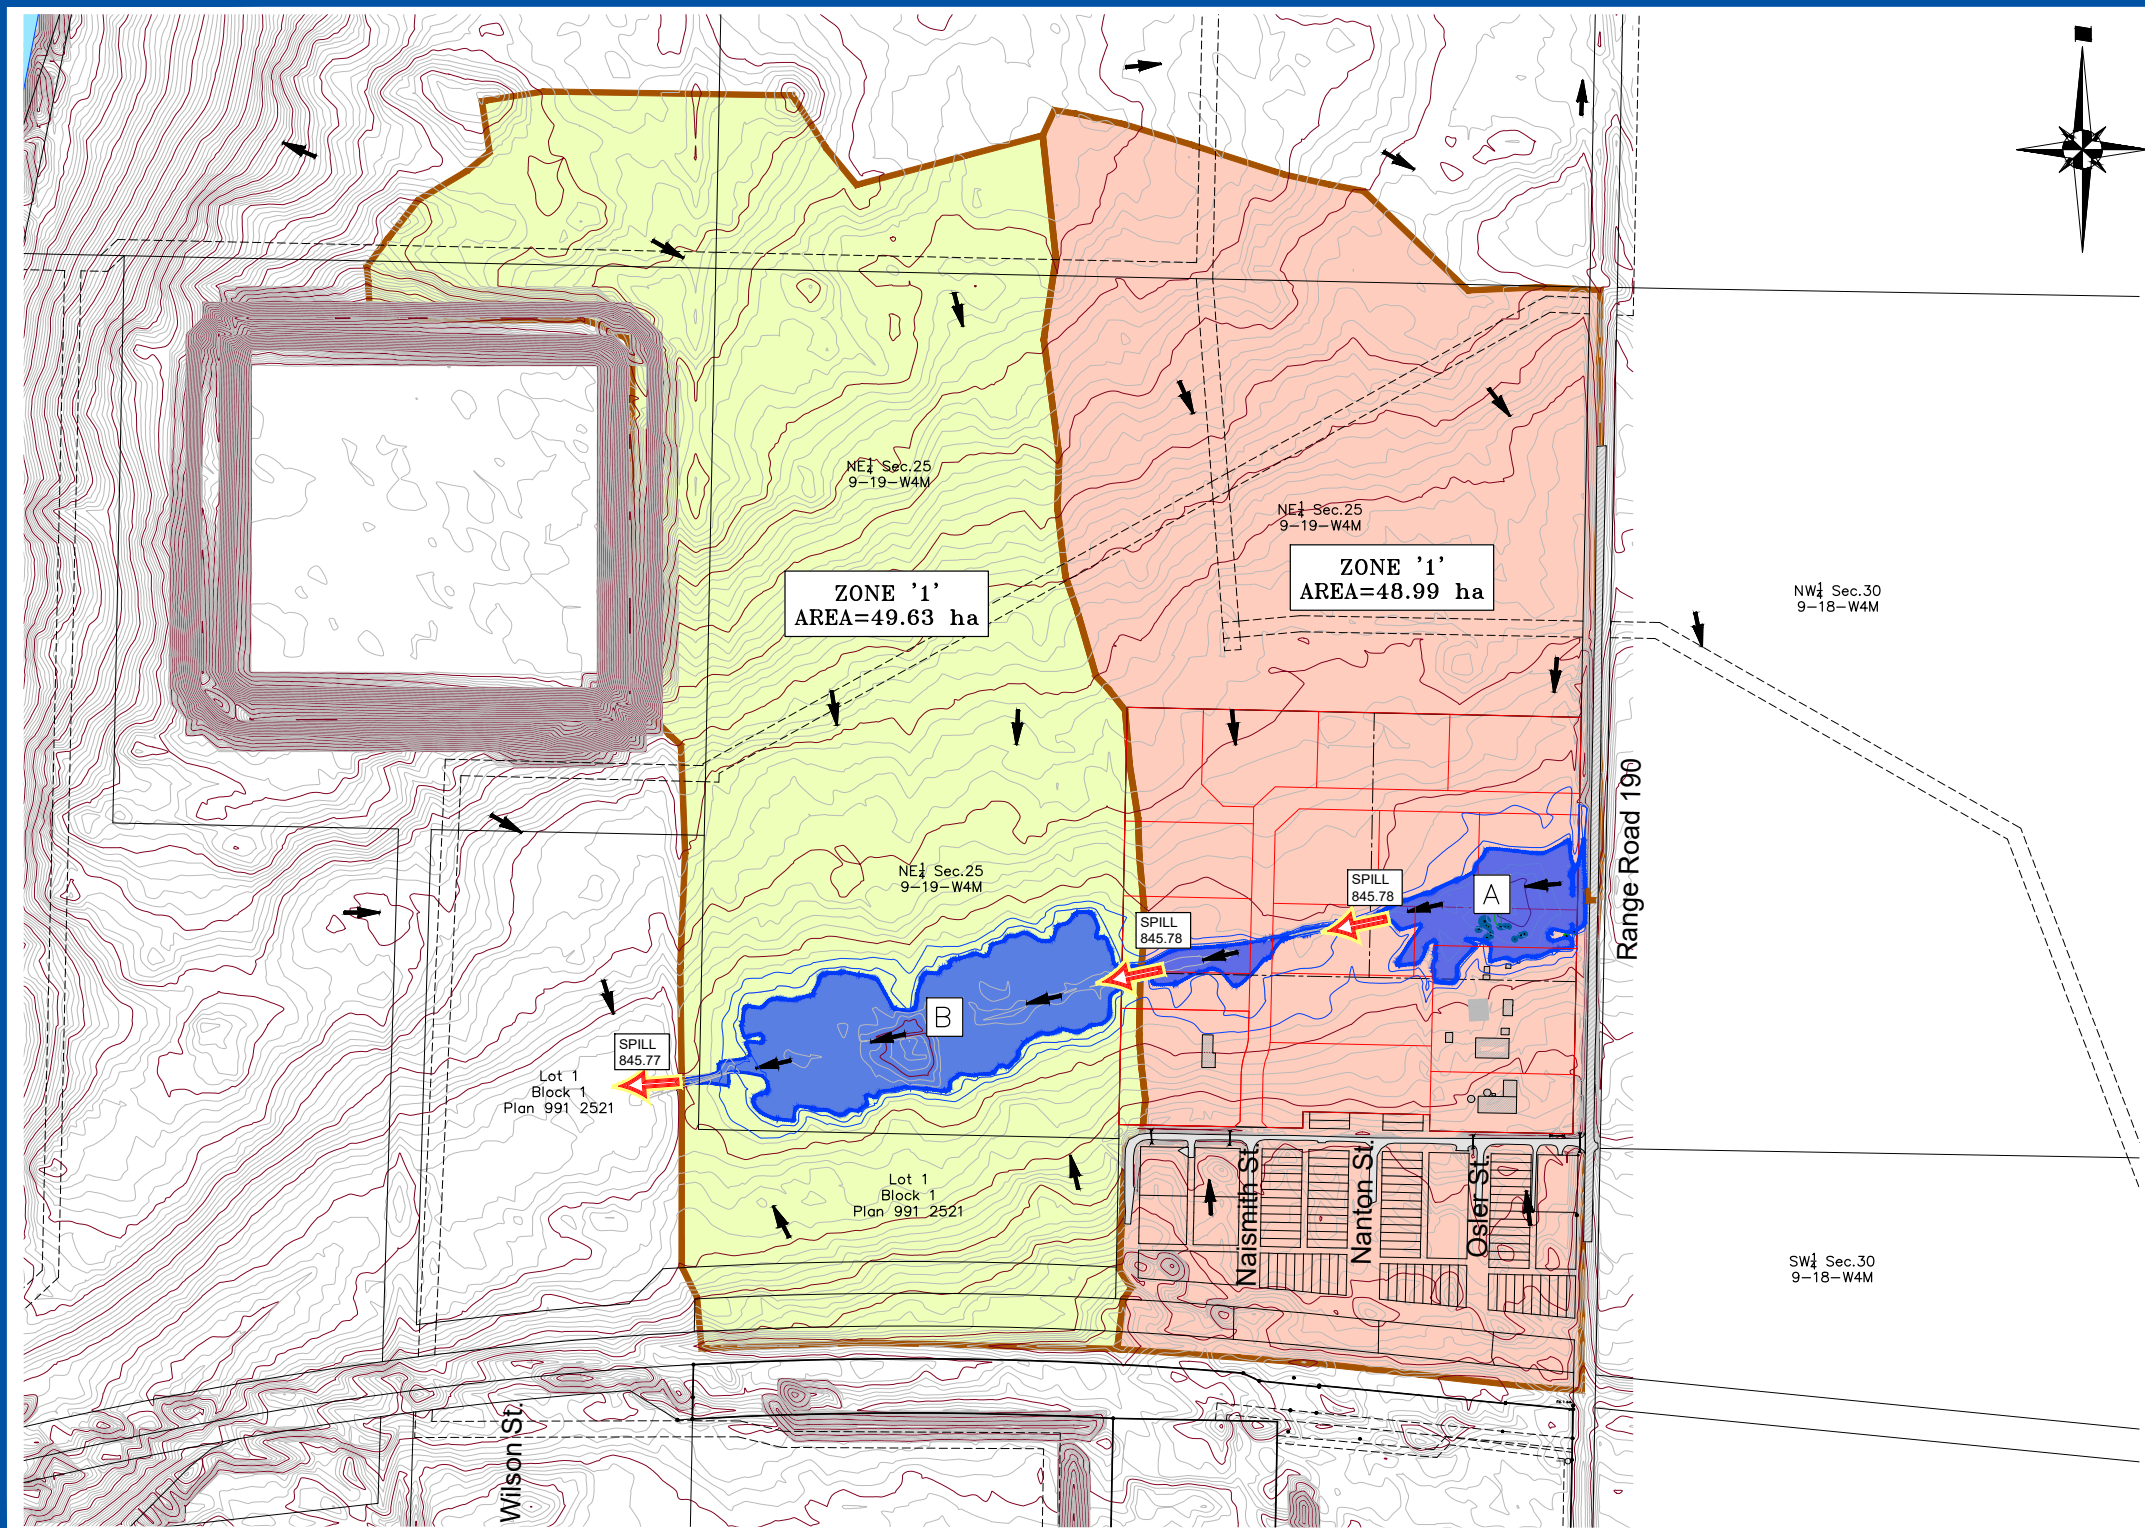 NE¼ Sec.25
9-19-W4M
NE¼ Sec.25
9-19-W4M
ZONE '1'
AREA=49.63 ha
ZONE '1'
AREA=48.99 ha
NW¼ Sec.30
9-18-W4M
Range Road 190
NE¼ Sec.25
9-19-W4M
SPILL
845.78
A
SPILL
845.78
B
SPILL
845.77
Lot 1
Block 1
Plan 991 2521
Lot 1
Block 1
Plan 991 2521
Naismith St.
Nanton St.
Osler St.
SW¼ Sec.30
9-18-W4M
Wilson St.